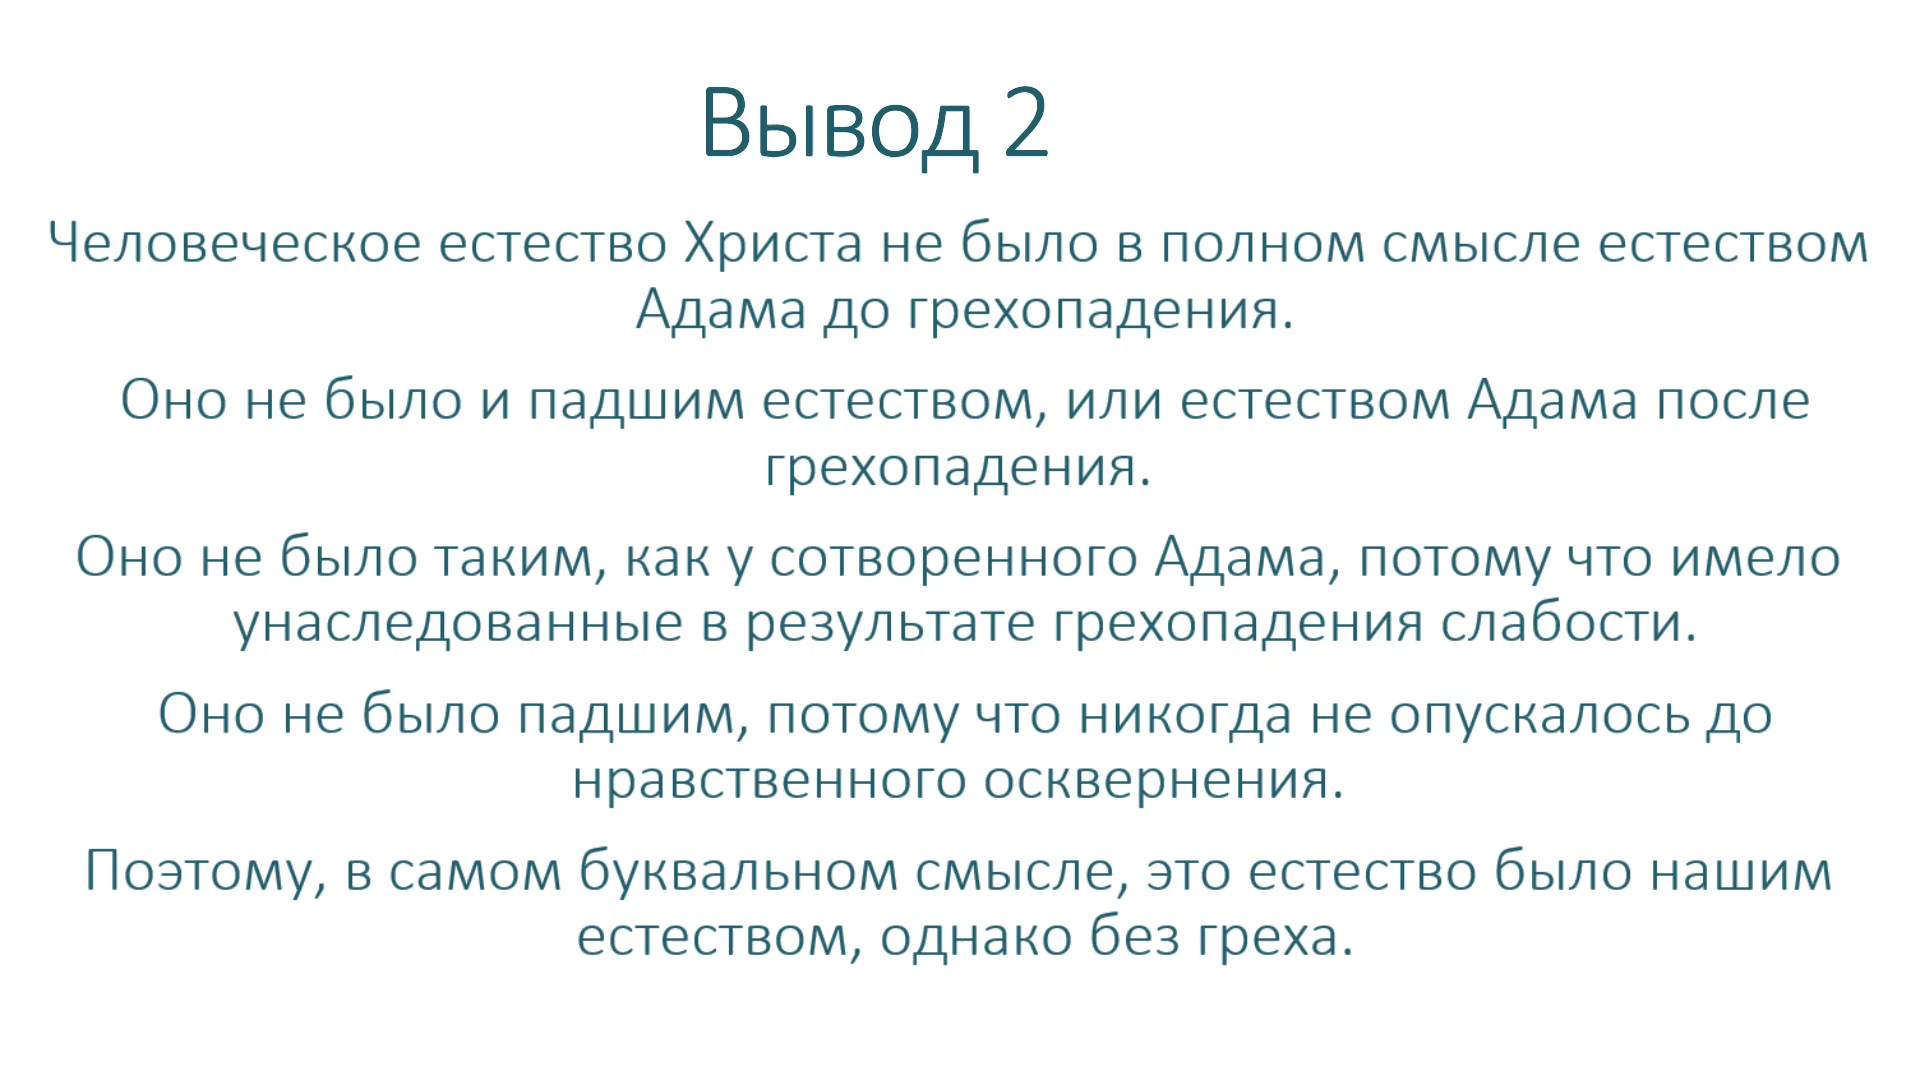 Вывод 2
Человеческое естество Христа не было в полном смысле естеством
Адама до грехопадения.
Оно не было и падшим естеством, или естеством Адама после
грехопадения.
Оно не было таким, как у сотворенного Адама, потому что имело
унаследованные в результате грехопадения слабости.
Оно не было падшим, потому что никогда не опускалось до
нравственного осквернения.
Поэтому, в самом буквальном смысле, это естество было нашим
естеством, однако без греха.